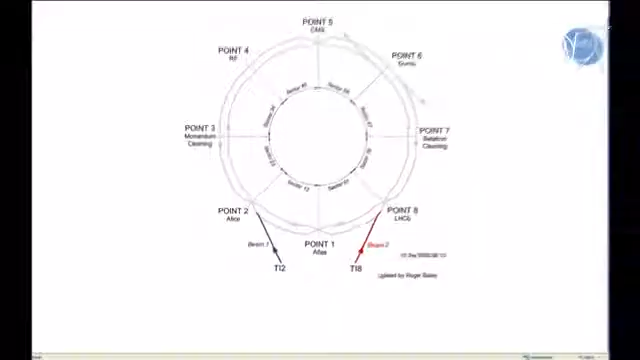 POINT 5
CMS
POINT 4
RF
POINT 6
Dump
POINT 3
Momentum
Cleaning
POINT 7
Betatron
Cleaning
POINT 2
Alice
POINT 8
LHCb
POINT 1
Atlas
Beam 1
Beam 2
TI2
TI8
Updated by Roger Bailey